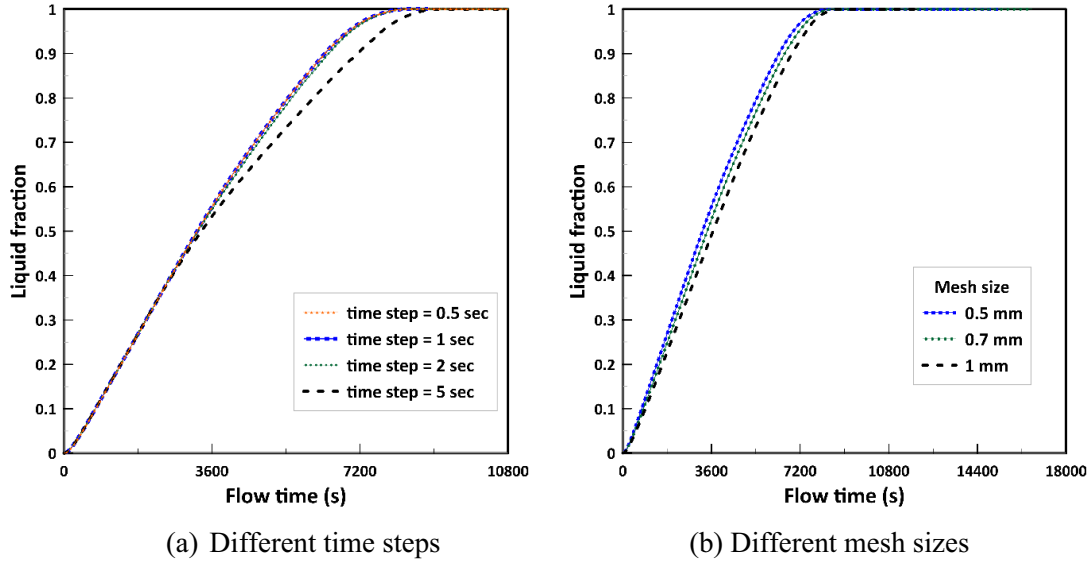 1
0.9
0.8
0.7
0.6
0.5
0.4
0.3
0.2
0.1
0
Liquid fraction
time step = 0.5 sec
time step = 1 sec
time step = 2 sec
time step = 5 sec
0 3600 7200 10800
Flow time (s)
(a) Different time steps
1
0.9
0.8
0.7
0.6
0.5
0.4
0.3
0.2
0.1
0
Liquid fraction
Mesh size
0.5 mm
0.7 mm
1 mm
0 3600 7200 10800 14400 18000
Flow time (s)
(b) Different mesh sizes